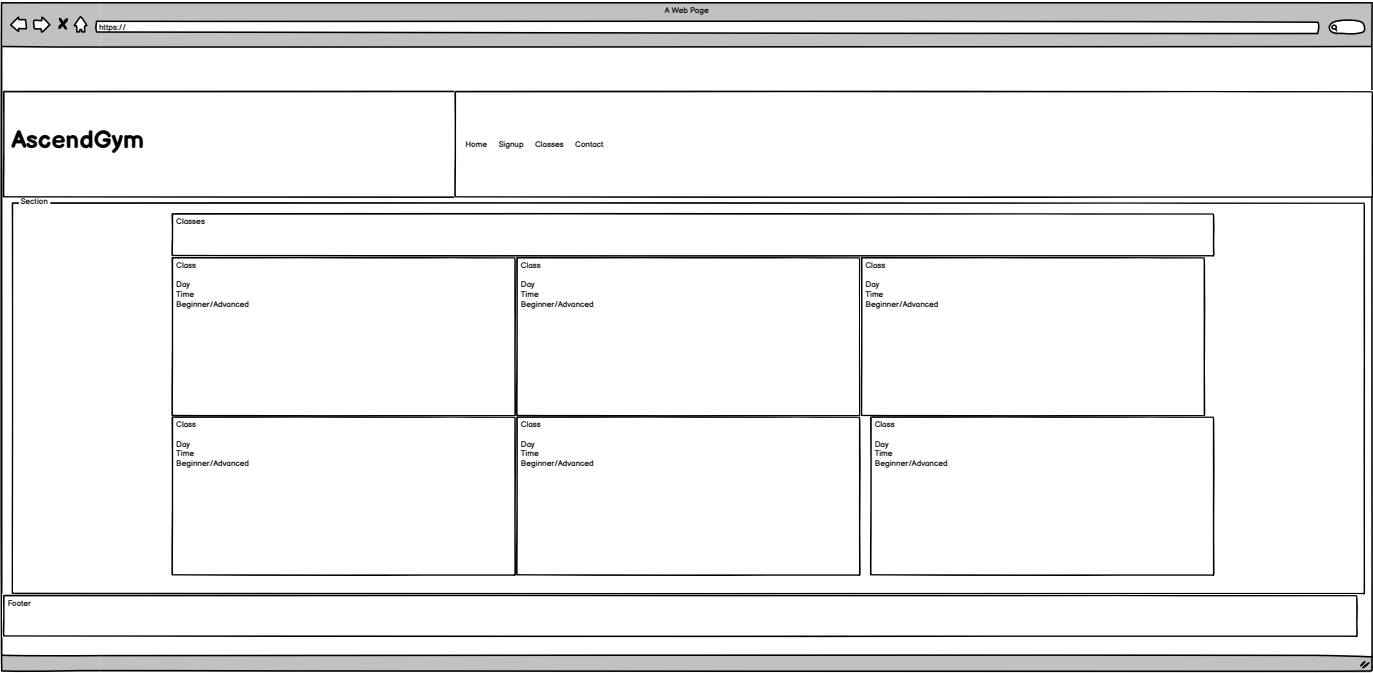 A Web Page
https://
AscendGym
Home Signup Classes Contact
Section
Classes
Class
Day
Time
Beginner/Advanced
Class
Day
Time
Beginner/Advanced
Class
Day
Time
Beginner/Advanced
Class
Day
Time
Beginner/Advanced
Class
Day
Time
Beginner/Advanced
Class
Day
Time
Beginner/Advanced
Footer